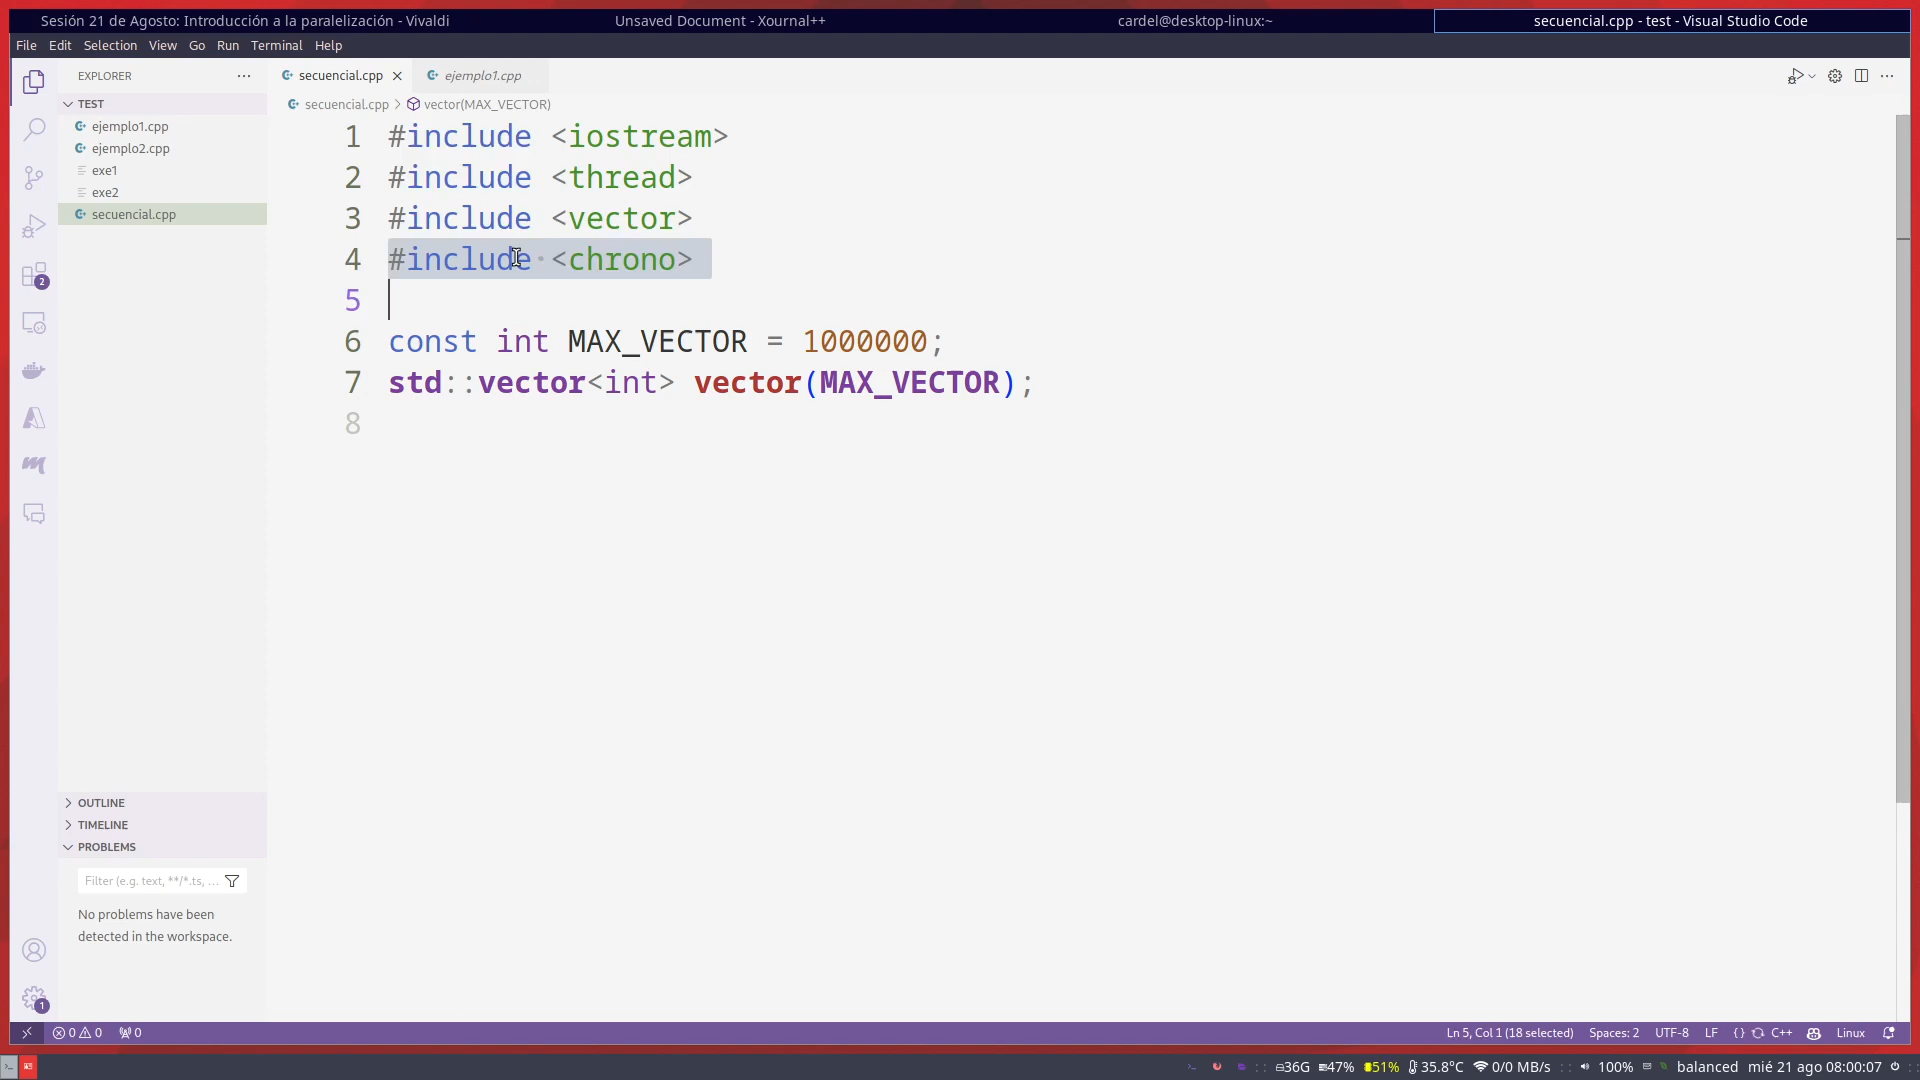 Sesión 21 de Agosto: Introducción a la paralelización - Vivaldi
Unsaved Document - Xournal++
cardel@desktop-linux:~
secuencial.cpp - test - Visual Studio Code
File Edit Selection View Go Run Terminal Help
EXPLORER
TEST
ejemplo1.cpp
ejemplo2.cpp
exe1
exe2
secuencial.cpp
OUTLINE
TIMELINE
PROBLEMS
Filter (e.g. text, **/*.ts, ...
No problems have been
detected in the workspace.
2
1
secuencial.cpp
ejemplo1.cpp
secuencial.cpp > vector(MAX_VECTOR)
1 #include <iostream>
2 #include <thread>
3 #include <vector>
4 #include <chrono>
5
6 const int MAX_VECTOR = 1000000;
7 std::vector<int> vector(MAX_VECTOR);
8
0 0 0
Ln 5, Col 1 (18 selected) Spaces: 2 UTF-8 LF {} C++ Linux
36G 47% 51% 35.8°C 0/0 MB/s :: 100% balanced mié 21 ago 08:00:07